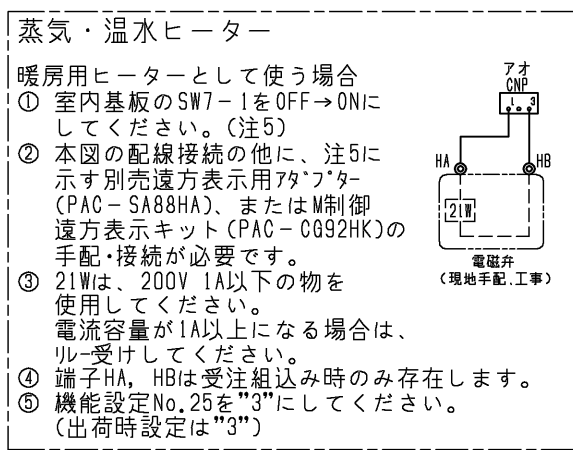 蒸気・温水ヒーター
暖房用ヒーターとして使う場合
① 室内基板のSW7－1をOFF→ONに
してください。(注5)
② 本図の配線接続の他に、注5に
示す別売遠方表示用ｱﾀﾞﾌﾟﾀｰ
(PAC－SA88HA)、またはM制御
遠方表示キット(PAC－CG92HK)の
手配・接続が必要です。
③ 21Wは、200V 1A以下の物を
使用してください。
電流容量が1A以上になる場合は、
ﾘﾚｰ受けしてください。
④ 端子HA, HBは受注組込み時のみ存在します。
⑤ 機能設定No.25を”3”にしてください。
(出荷時設定は”3”)
アオ
CNP
1 3
HA HB
21W
電磁弁
(現地手配.工事)